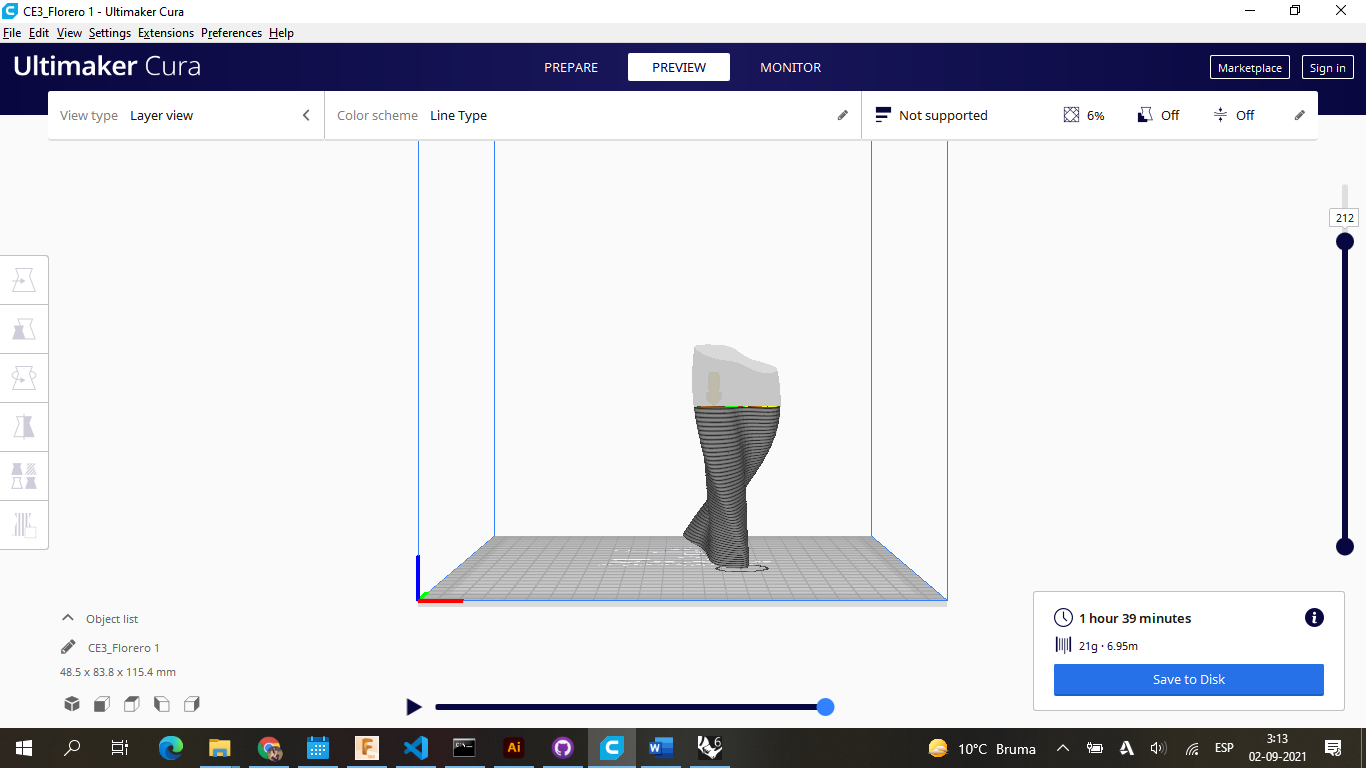 CE3_Florero 1 - Ultimaker Cura
File Edit View Settings Extensions Preferences Help
Ultimaker Cura
PREPARE
PREVIEW
MONITOR
Marketplace
Sign in
View type Layer view
Color scheme Line Type
Not supported
6%
Off
Off
212
Object list
CE3_Florero 1
48.5 x 83.8 x 115.4 mm
1 hour 39 minutes
21g · 6.95m
Save to Disk
Ai
W
6
10°C Bruma
ESP
3:13
02-09-2021